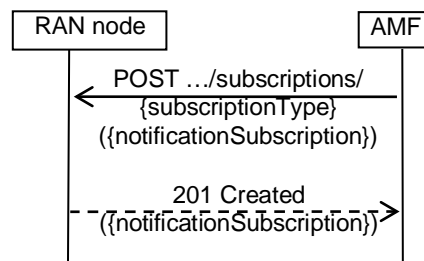 RAN node
AMF
POST …/subscriptions/
{subscriptionType}
({notificationSubscription})
201 Created
({notificationSubscription})